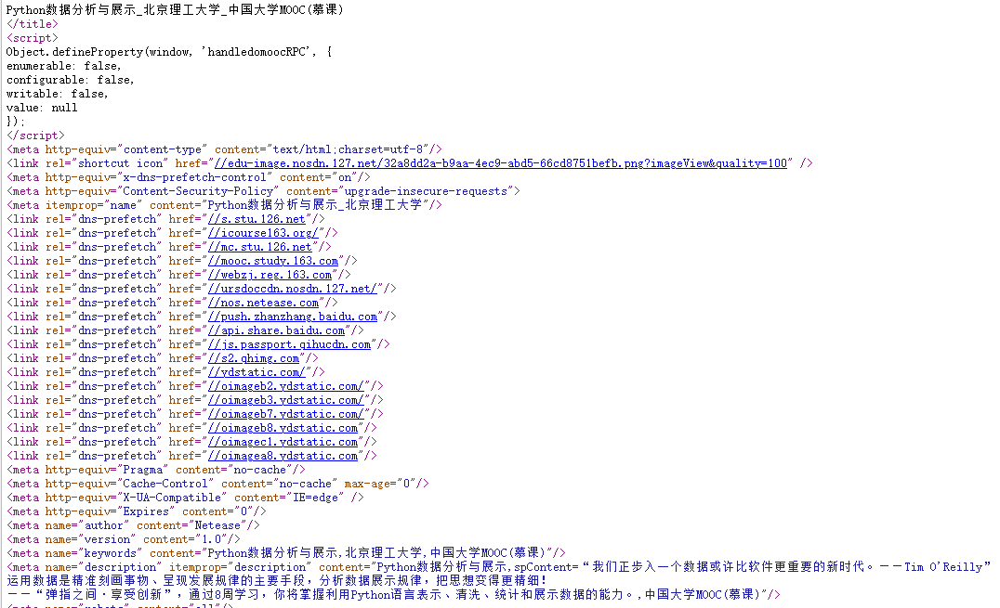 Python数据分析与展示_北京理工大学_中国大学MOOC(慕课)
</title>
<script>
Object.defineProperty(window, 'handledomoocRPC', {
enumerable: false,
configurable: false,
writable: false,
value: null
});
</script>
<meta http-equiv="content-type" content="text/html;charset=utf-8"/>
<link rel="shortcut icon" href="//edu-image.nosdn.127.net/32a8dd2a-b9aa-4ec9-abd5-66cd8751befb.png?imageView&quality=100" />
<meta http-equiv="x-dns-prefetch-control" content="on"/>
<meta http-equiv="Content-Security-Policy" content="upgrade-insecure-requests">
<meta itemprop="name" content="Python数据分析与展示_北京理工大学"/>
<link rel="dns-prefetch" href="//s.stu.126.net"/>
<link rel="dns-prefetch" href="//icourse163.org/"/>
<link rel="dns-prefetch" href="//mc.stu.126.net"/>
<link rel="dns-prefetch" href="//mooc.study.163.com"/>
<link rel="dns-prefetch" href="//webzj.reg.163.com"/>
<link rel="dns-prefetch" href="//ursdoccdn.nosdn.127.net/"/>
<link rel="dns-prefetch" href="//nos.netease.com"/>
<link rel="dns-prefetch" href="//push.zhanzhang.baidu.com"/>
<link rel="dns-prefetch" href="//api.share.baidu.com"/>
<link rel="dns-prefetch" href="//js.passport.qihucdn.com"/>
<link rel="dns-prefetch" href="//s2.qhimg.com"/>
<link rel="dns-prefetch" href="//ydstatic.com/"/>
<link rel="dns-prefetch" href="//oimageb2.ydstatic.com/"/>
<link rel="dns-prefetch" href="//oimageb3.ydstatic.com/"/>
<link rel="dns-prefetch" href="//oimageb7.ydstatic.com/"/>
<link rel="dns-prefetch" href="//oimageb8.ydstatic.com"/>
<link rel="dns-prefetch" href="//oimagec1.ydstatic.com"/>
<link rel="dns-prefetch" href="//oimagea8.ydstatic.com"/>
<meta http-equiv="Pragma" content="no-cache"/>
<meta http-equiv="Cache-Control" content="no-cache" max-age="0"/>
<meta http-equiv="X-UA-Compatible" content="IE=edge" />
<meta http-equiv="Expires" content="0"/>
<meta name="author" content="Netease"/>
<meta name="version" content="1.0"/>
<meta name="keywords" content="Python数据分析与展示,北京理工大学,中国大学MOOC(慕课)"/>
<meta name="description" itemprop="description" content="Python数据分析与展示,spContent=“我们正步入一个数据或许比软件更重要的新时代。——Tim O'Reilly”
运用数据是精准刻画事物、呈现发展规律的主要手段，分析数据展示规律，把思想变得更精细！
——“弹指之间·享受创新”，通过8周学习，你将掌握利用Python语言表示、清洗、统计和展示数据的能力。,中国大学MOOC(慕课)"/>